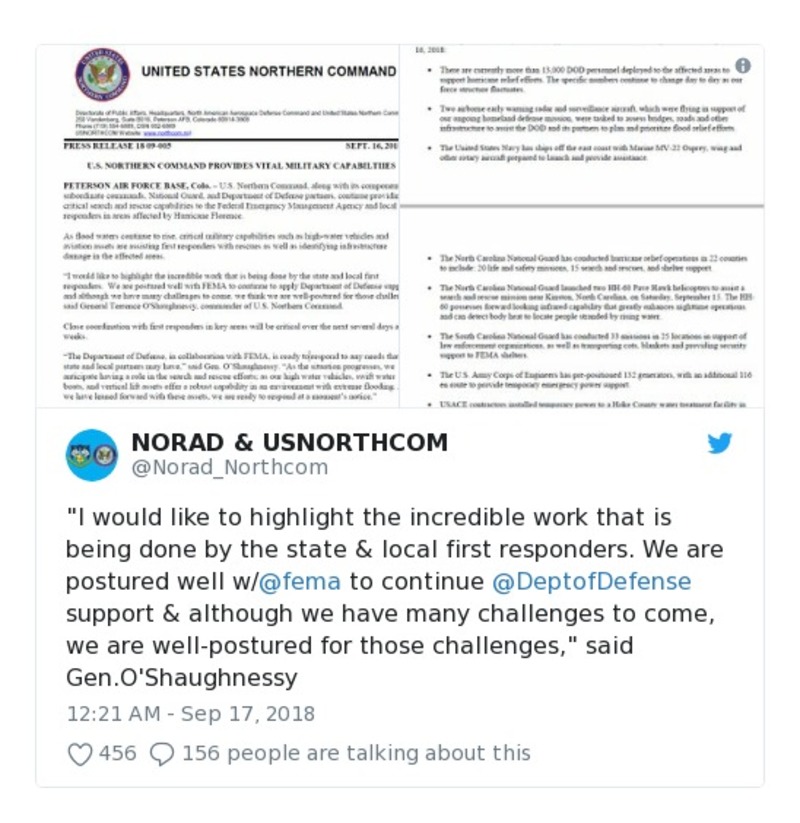 UNITED STATES NORTHERN COMMAND
Directorate of Public Affairs, Headquarters, North American Aerospace Defense Command and United States Northern Comm
250 Vandenberg, Suite B016, Peterson AFB, Colorado 80914-3808
PRESS RELEASE 18 09-005 SEPT. 16, 201
U.S. NORTHERN COMMAND PROVIDES VITAL MILITARY CAPABILTIIES
PETERSON AIR FORCE BASE, Colo. – U.S. Northern Command, along with its component
subordinate commands, National Guard, and Department of Defense partners, continue providi
critical search and rescue capabilities to the Federal Emergency Management Agency and local
responders in areas affected by Hurricane Florence.
As flood waters continue to rise, critical military capabilities such as high-water vehicles and
aviation assets are assisting first responders with rescues as well as identifying infrastructure
damage in the affected areas.
"I would like to highlight the incredible work that is being done by the state and local first
responders. We are postured well with FEMA to continue to apply Department of Defense supp
and although we have many challenges to come, we think we are well-postured for those challen
said General Terrence O'Shaughnessy, commander of U.S. Northern Command.
Close coordination with first responders in key areas will be critical over the next several days a
weeks.
"The Department of Defense, in collaboration with FEMA, is ready to respond to any needs tha
state and local partners may have," said Gen. O'Shaughnessy. "As the situation progresses, we
anticipate having a role in the search and rescue efforts; as our high water vehicles, swift water
boats, and vertical lift assets offer a robust capability in an environment with extreme flooding.
we have leaned forward with these assets, we are ready to respond at a moment's notice."
16, 2018:
• There are currently more than 13,000 DOD personnel deployed to the affected areas to
support hurricane relief efforts. The specific numbers continue to change day to day as our
force structure fluctuates.
• Two airborne early warning radar and surveillance aircraft, which were flying in support of
our ongoing homeland defense mission, were tasked to assess bridges, roads and other
infrastructure to assist the DOD and its partners to plan and prioritize flood relief efforts.
• The United States Navy has ships off the east coast with Marine MV-22 Osprey, wing and
other rotary aircraft prepared to launch and provide assistance.
• The North Carolina National Guard has conducted hurricane relief operations in 22 counties
to include: 20 life and safety missions, 15 search and rescues, and shelter support.
• The North Carolina National Guard launched two HH-60 Pave Hawk helicopters to assist a
search and rescue mission near Kinston, North Carolina, on Saturday, September 15. The HH-
60 possesses forward looking infrared capability that greatly enhances nighttime operations
and can detect body heat to locate people stranded by rising water.
• The South Carolina National Guard has conducted 33 missions in 25 locations in support of
law enforcement organizations, as well as transporting cots, blankets and providing security
support to FEMA shelters.
• The U.S. Army Corps of Engineers has pre-positioned 132 generators, with an additional 116
en route to provide temporary emergency power support.
• USACE contractors installed temporary power to a Hoke County water treatment facility in
NORAD & USNORTHCOM
@Norad_Northcom
"I would like to highlight the incredible work that is
being done by the state & local first responders. We are
postured well w/@fema to continue @DeptofDefense
support & although we have many challenges to come,
we are well-postured for those challenges," said
Gen.O'Shaughnessy
12:21 AM - Sep 17, 2018
456 156 people are talking about this